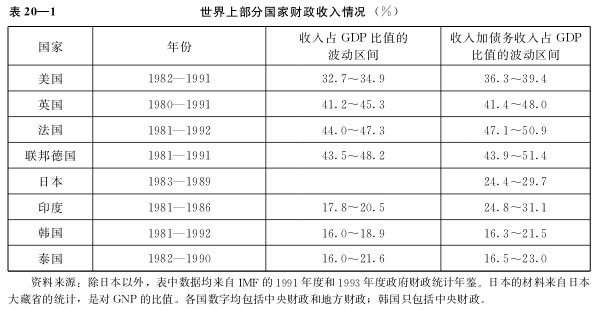 表 20—1 世界上部分国家财政收入情况（%）
国家 年份 收入占 GDP 比值的波动区间 收入加债务收入占 GDP 比值的波动区间
美国 1982—1991 32.7～34.9 36.3～39.4
英国 1980—1991 41.2～45.3 41.4～48.0
法国 1981—1992 44.0～47.3 47.1～50.9
联邦德国 1981—1991 43.5～48.2 43.9～51.4
日本 1983—1989 24.4～29.7
印度 1981—1986 17.8～20.5 24.8～31.1
韩国 1981—1992 16.0～18.9 16.3～21.5
泰国 1982—1990 16.0～21.6 16.5～23.0
资料来源：除日本以外，表中数据均来自 IMF 的 1991 年度和 1993 年度政府财政统计年鉴。日本的材料来自日本
大藏省的统计，是对 GNP 的比值。各国数字均包括中央财政和地方财政；韩国只包括中央财政。